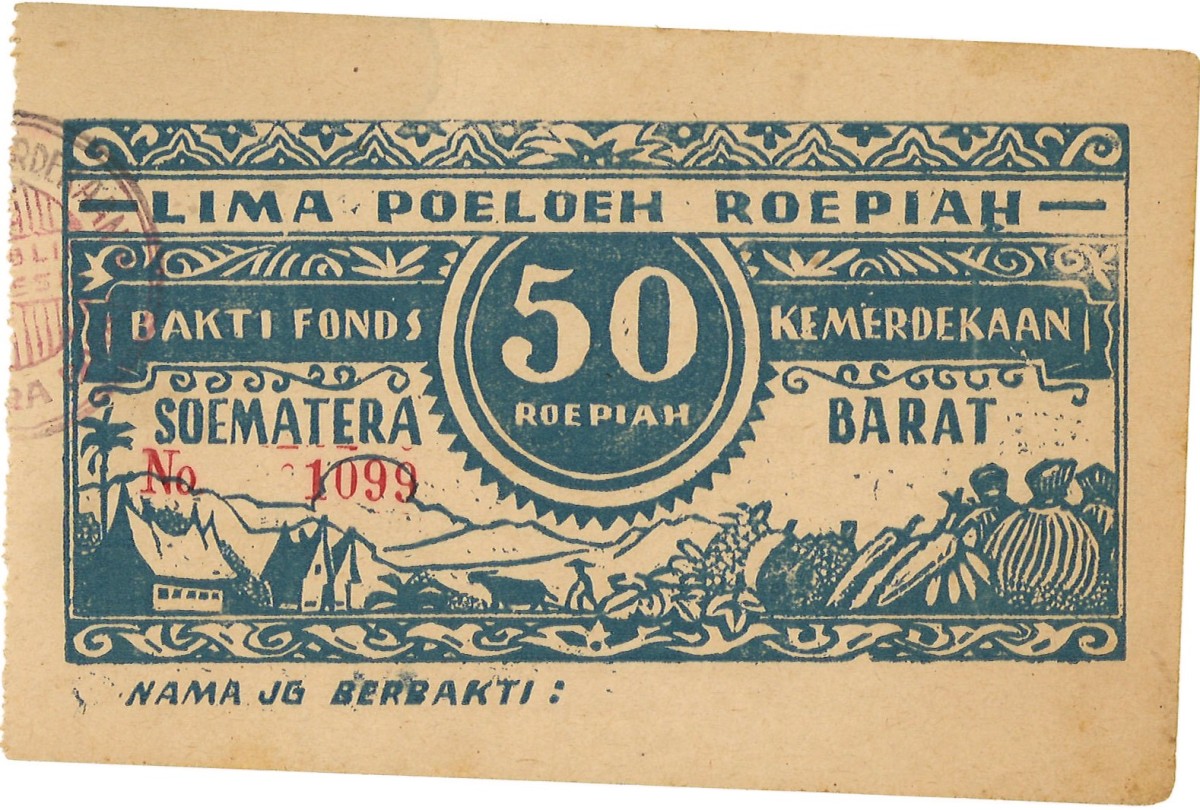 LIMA POELOEH ROEPIAH
BAKTI FONDS 50 KEMERDEKAAN
ROEPIAH
SOEMATERA BARAT
No 1099
NAMA JG BERBAKTI :